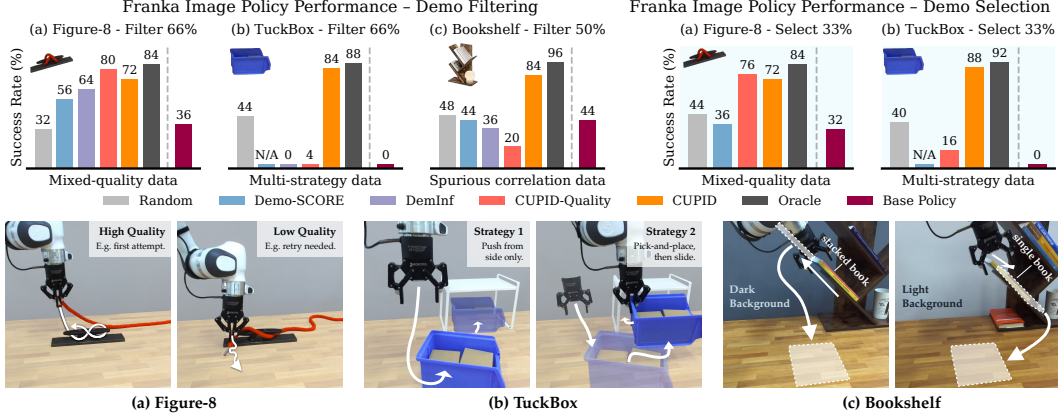 Franka Image Policy Performance – Demo Filtering
Franka Image Policy Performance – Demo Selection
(a) Figure-8 - Filter 66%
(b) TuckBox - Filter 66%
(c) Bookshelf - Filter 50%
(a) Figure-8 - Select 33%
(b) TuckBox - Select 33%
Success Rate (%)
32
56
64
80
72
84
36
Mixed-quality data
44
N/A
0
4
84
88
0
Multi-strategy data
48
44
36
20
84
96
44
Spurious correlation data
Success Rate (%)
44
36
76
72
84
32
Mixed-quality data
40
N/A
16
88
92
0
Multi-strategy data
Random
Demo-SCORE
DemInf
CUPID-Quality
CUPID
Oracle
Base Policy
High Quality
E.g. first attempt.
Low Quality
E.g. retry needed.
Strategy 1
Push from
side only.
Strategy 2
Pick-and-place,
then slide.
stacked book
Dark
Background
single book
Light
Background
(a) Figure-8
(b) TuckBox
(c) Bookshelf